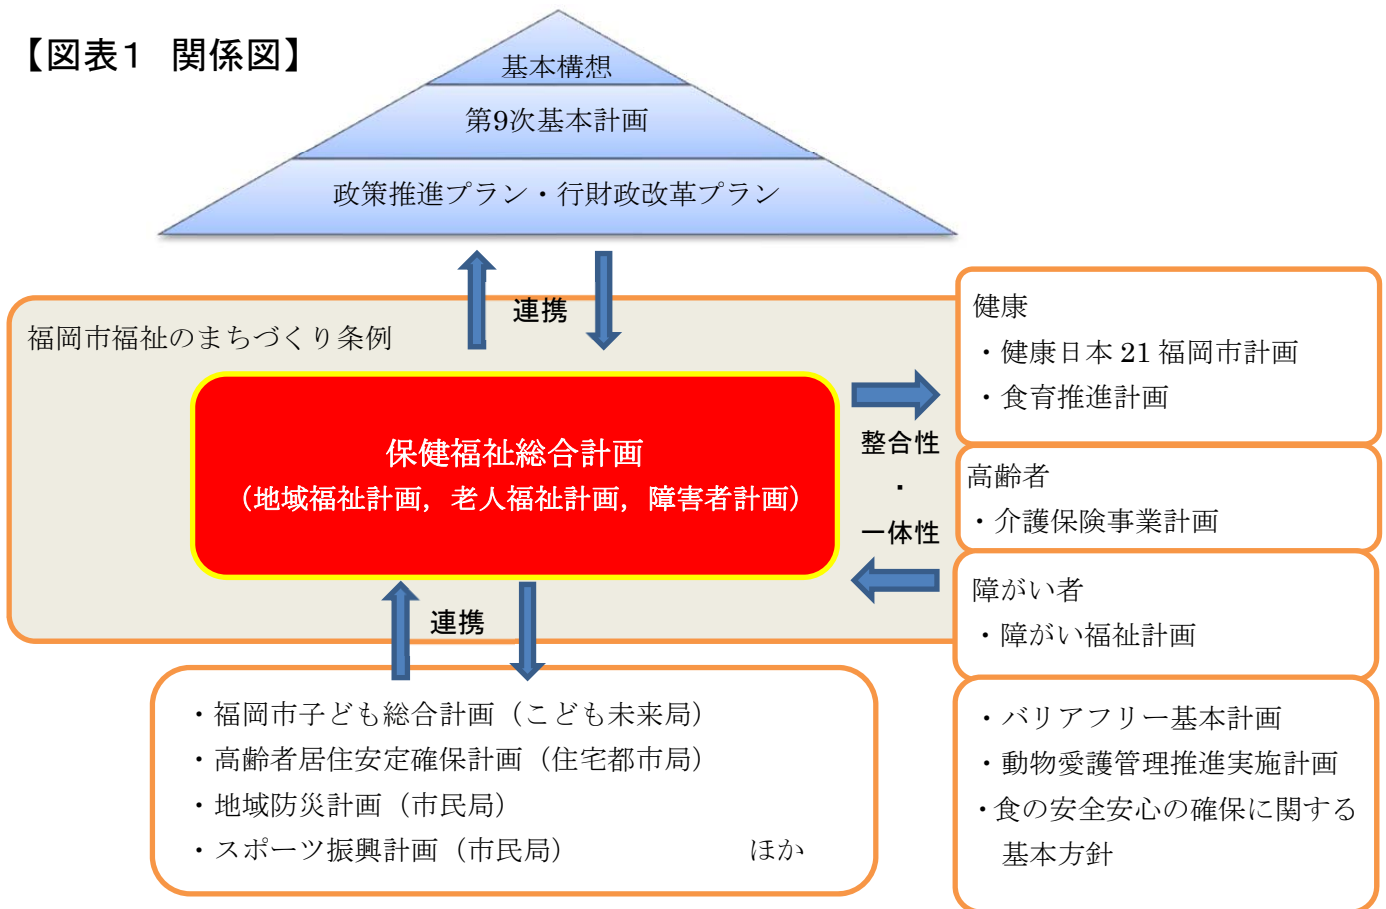 【図表１　関係図】
基本構想
第9次基本計画
政策推進プラン・行財政改革プラン
連携
福岡市福祉のまちづくり条例
保健福祉総合計画
（地域福祉計画，老人福祉計画，障害者計画）
整合性
・
一体性
連携
健康
・健康日本 21 福岡市計画
・食育推進計画
高齢者
・介護保険事業計画
障がい者
・障がい福祉計画
・バリアフリー基本計画
・動物愛護管理推進実施計画
・食の安全安心の確保に関する
基本方針
・福岡市子ども総合計画（こども未来局）
・高齢者居住安定確保計画（住宅都市局）
・地域防災計画（市民局）
・スポーツ振興計画（市民局）　　　　　ほか